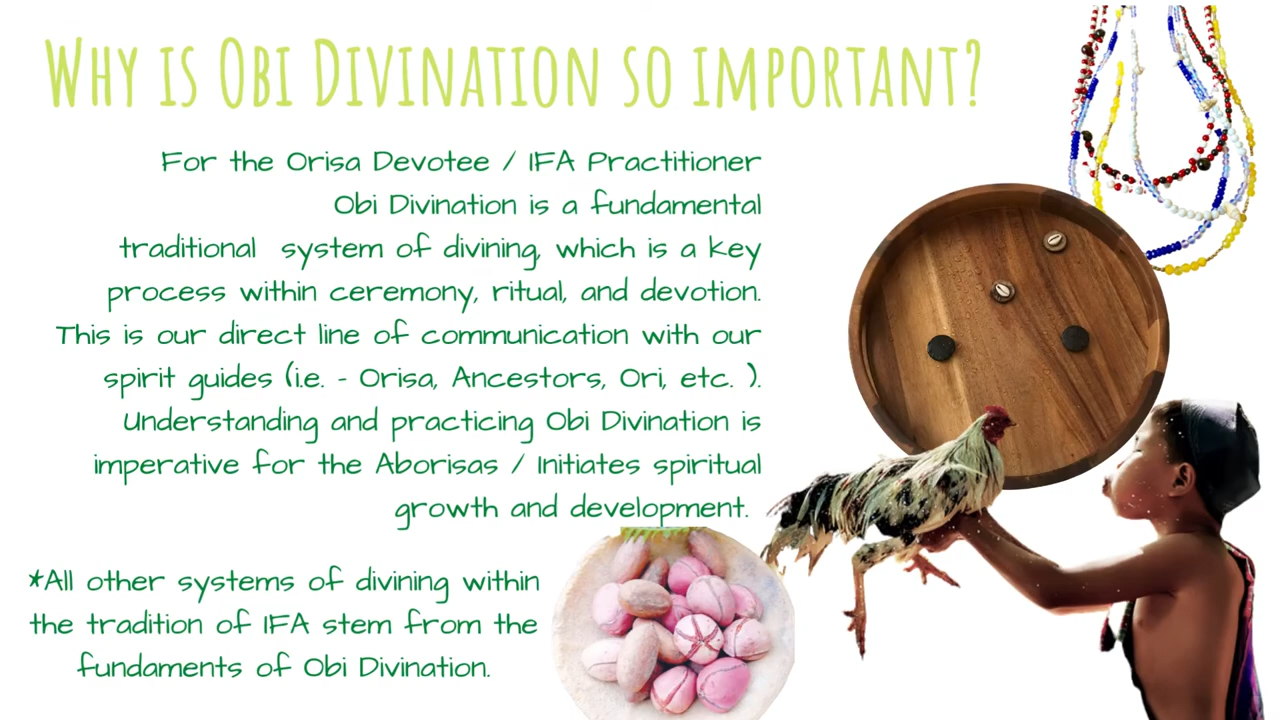 Why is Obi Divination so important?
For the Orisa Devotee / IFA Practitioner
Obi Divination is a fundamental
traditional system of divining, which is a key
process within ceremony, ritual, and devotion.
This is our direct line of communication with our
spirit guides (i.e. - Orisa, Ancestors, Ori, etc. ).
Understanding and practicing Obi Divination is
imperative for the Aborisas / Initiates spiritual
growth and development.
*All other systems of divining within
the tradition of IFA stem from the
fundaments of Obi Divination.